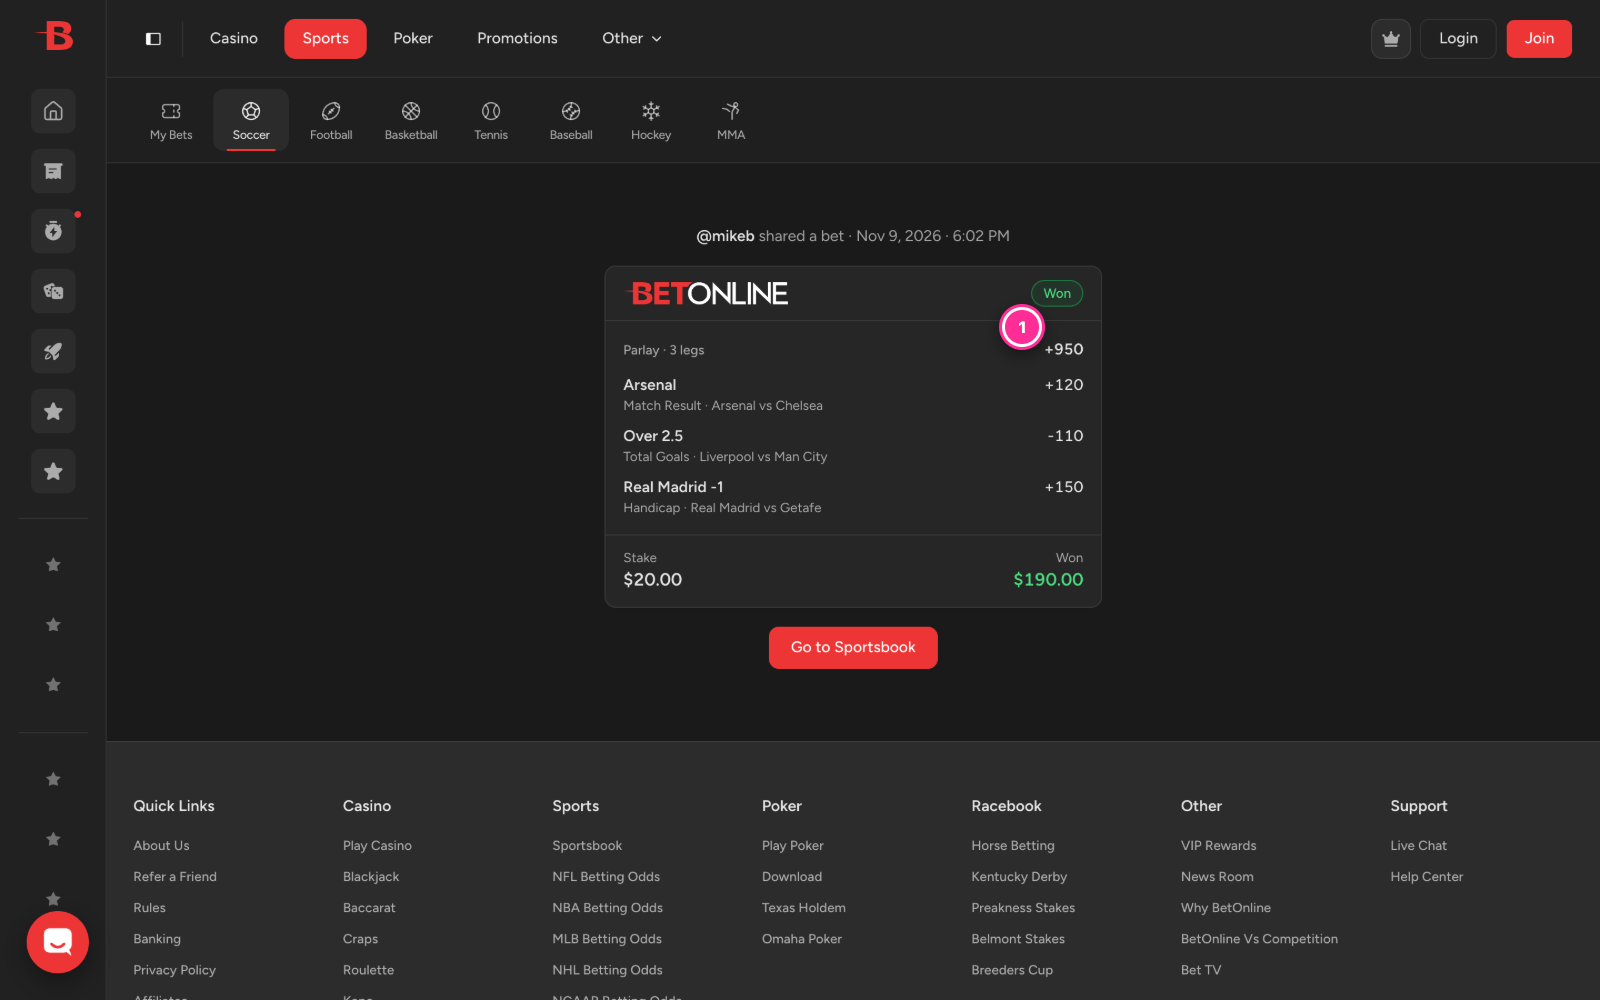 B
Casino
Sports
Poker
Promotions
Other
Login
Join
My Bets
Soccer
Football
Basketball
Tennis
Baseball
Hockey
MMA
@mikeb shared a bet · Nov 9, 2026 · 6:02 PM
BETONLINE
Won
1
Parlay · 3 legs
+950
Arsenal
+120
Match Result · Arsenal vs Chelsea
Over 2.5
-110
Total Goals · Liverpool vs Man City
Real Madrid -1
+150
Handicap · Real Madrid vs Getafe
Stake
Won
$20.00
$190.00
Go to Sportsbook
Quick Links
About Us
Refer a Friend
Rules
Banking
Privacy Policy
Affiliates
Casino
Play Casino
Blackjack
Baccarat
Craps
Roulette
Keno
Sports
Sportsbook
NFL Betting Odds
NBA Betting Odds
MLB Betting Odds
NHL Betting Odds
NCAAB Betting Odds
Poker
Play Poker
Download
Texas Holdem
Omaha Poker
Racebook
Horse Betting
Kentucky Derby
Preakness Stakes
Belmont Stakes
Breeders Cup
Other
VIP Rewards
News Room
Why BetOnline
BetOnline Vs Competition
Bet TV
Support
Live Chat
Help Center